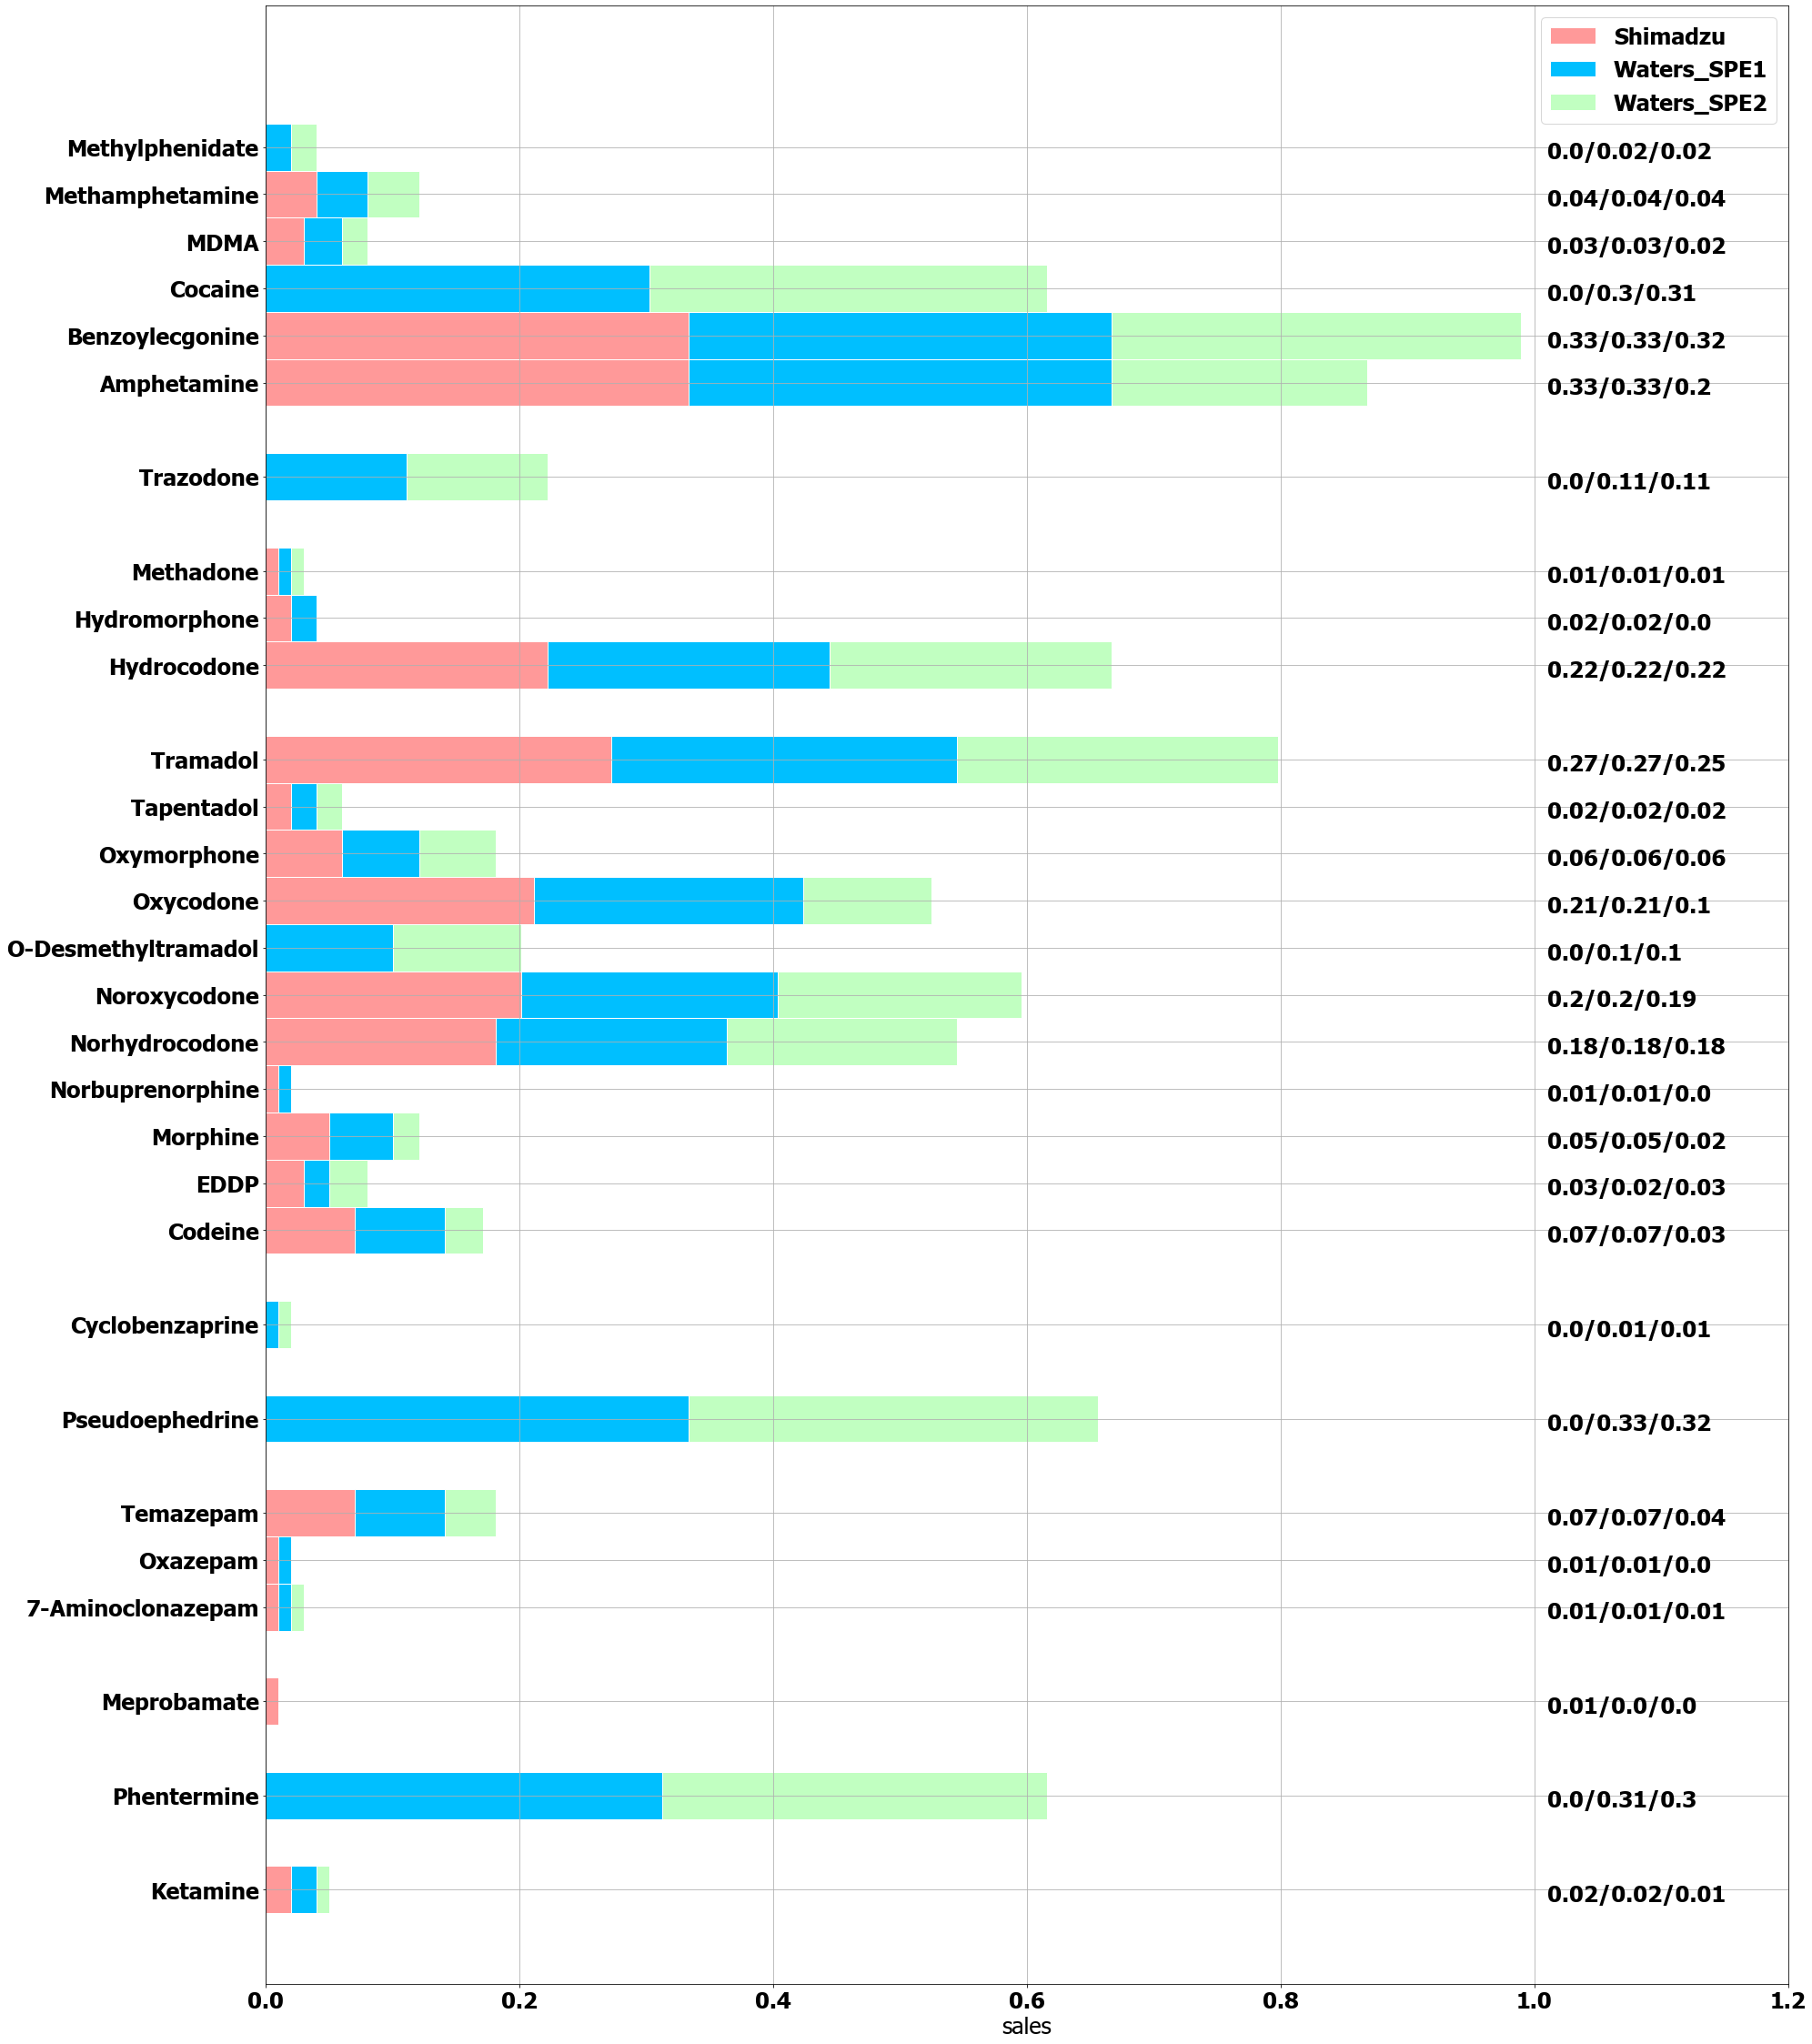 Shimadzu
Waters_SPE1
Waters_SPE2
Methylphenidate 0.0/0.02/0.02
Methamphetamine 0.04/0.04/0.04
MDMA 0.03/0.03/0.02
Cocaine 0.0/0.3/0.31
Benzoylecgonine 0.33/0.33/0.32
Amphetamine 0.33/0.33/0.2
Trazodone 0.0/0.11/0.11
Methadone 0.01/0.01/0.01
Hydromorphone 0.02/0.02/0.0
Hydrocodone 0.22/0.22/0.22
Tramadol 0.27/0.27/0.25
Tapentadol 0.02/0.02/0.02
Oxymorphone 0.06/0.06/0.06
Oxycodone 0.21/0.21/0.1
O-Desmethyltramadol 0.0/0.1/0.1
Noroxycodone 0.2/0.2/0.19
Norhydrocodone 0.18/0.18/0.18
Norbuprenorphine 0.01/0.01/0.0
Morphine 0.05/0.05/0.02
EDDP 0.03/0.02/0.03
Codeine 0.07/0.07/0.03
Cyclobenzaprine 0.0/0.01/0.01
Pseudoephedrine 0.0/0.33/0.32
Temazepam 0.07/0.07/0.04
Oxazepam 0.01/0.01/0.0
7-Aminoclonazepam 0.01/0.01/0.01
Meprobamate 0.01/0.0/0.0
Phentermine 0.0/0.31/0.3
Ketamine 0.02/0.02/0.01
0.0 0.2 0.4 0.6 0.8 1.0 1.2
sales